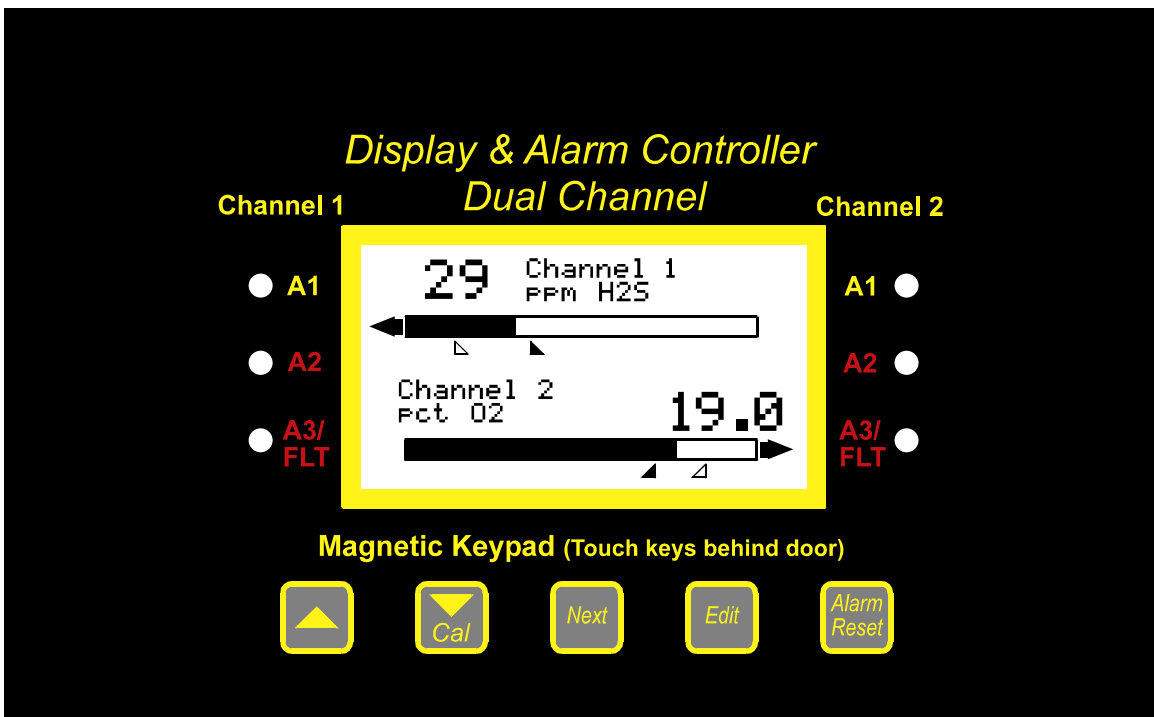 Display & Alarm Controller
Dual Channel
Channel 1
Channel 2
A1
A2
A3/
FLT
29
Channel 1
ppm H2S
Channel 2
pct O2
19.0
A1
A2
A3/
FLT
Magnetic Keypad (Touch keys behind door)
Cal
Next
Edit
Alarm
Reset